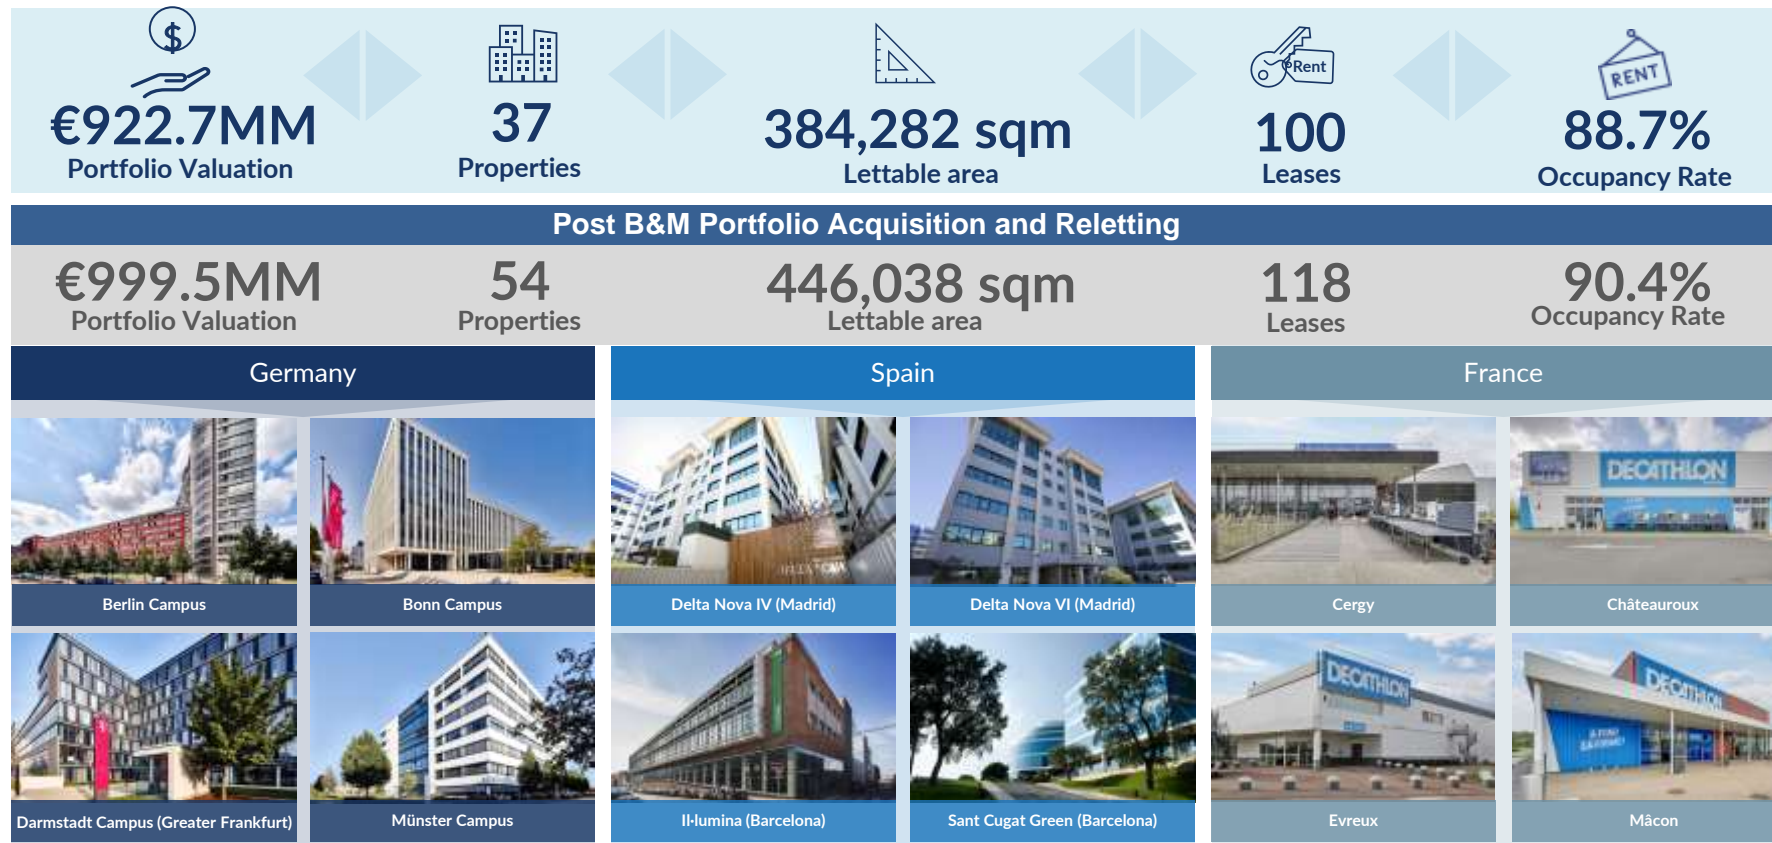 $
Rent
RENT
€922.7MM
37
384,282 sqm
100
88.7%
Portfolio Valuation
Properties
Lettable area
Leases
Occupancy Rate
Post B&M Portfolio Acquisition and Reletting
€999.5MM
54
446,038 sqm
118
90.4%
Portfolio Valuation
Properties
Lettable area
Leases
Occupancy Rate
Germany
Spain
France
DECATHLON
Berlin Campus
Bonn Campus
Delta Nova IV (Madrid)
Delta Nova VI (Madrid)
Cergy
Châteauroux
DECATHLON
DECATHLON
Darmstadt Campus (Greater Frankfurt)
Münster Campus
Il·lumina (Barcelona)
Sant Cugat Green (Barcelona)
Evreux
Mâcon